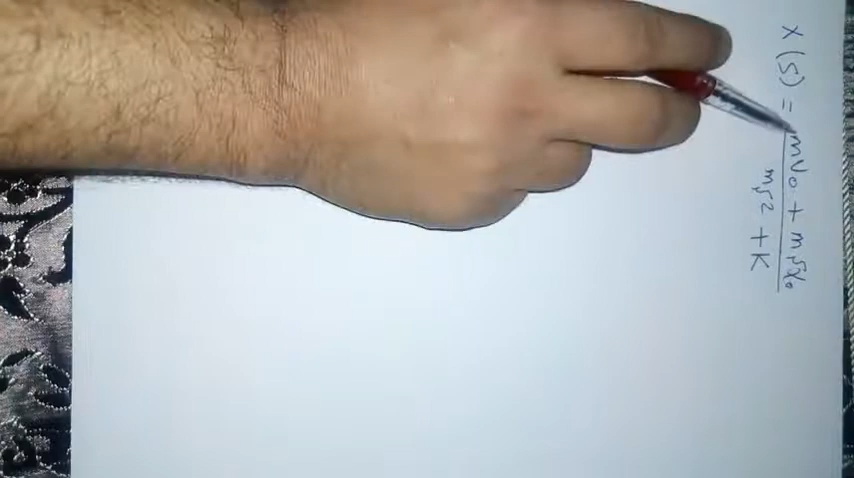 X(S) = mV₀ + msx₀
ms² + K